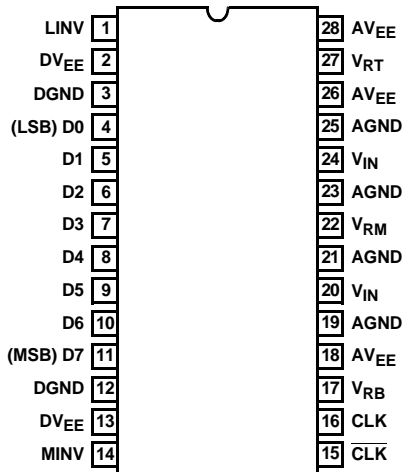 LINV 1 28 AVEE
DVEE 2 27 VRT
DGND 3 26 AVEE
(LSB) D0 4 25 AGND
D1 5 24 VIN
D2 6 23 AGND
D3 7 22 VRM
D4 8 21 AGND
D5 9 20 VIN
D6 10 19 AGND
(MSB) D7 11 18 AVEE
DGND 12 17 VRB
DVEE 13 16 CLK
MINV 14 15 C̅L̅K̅